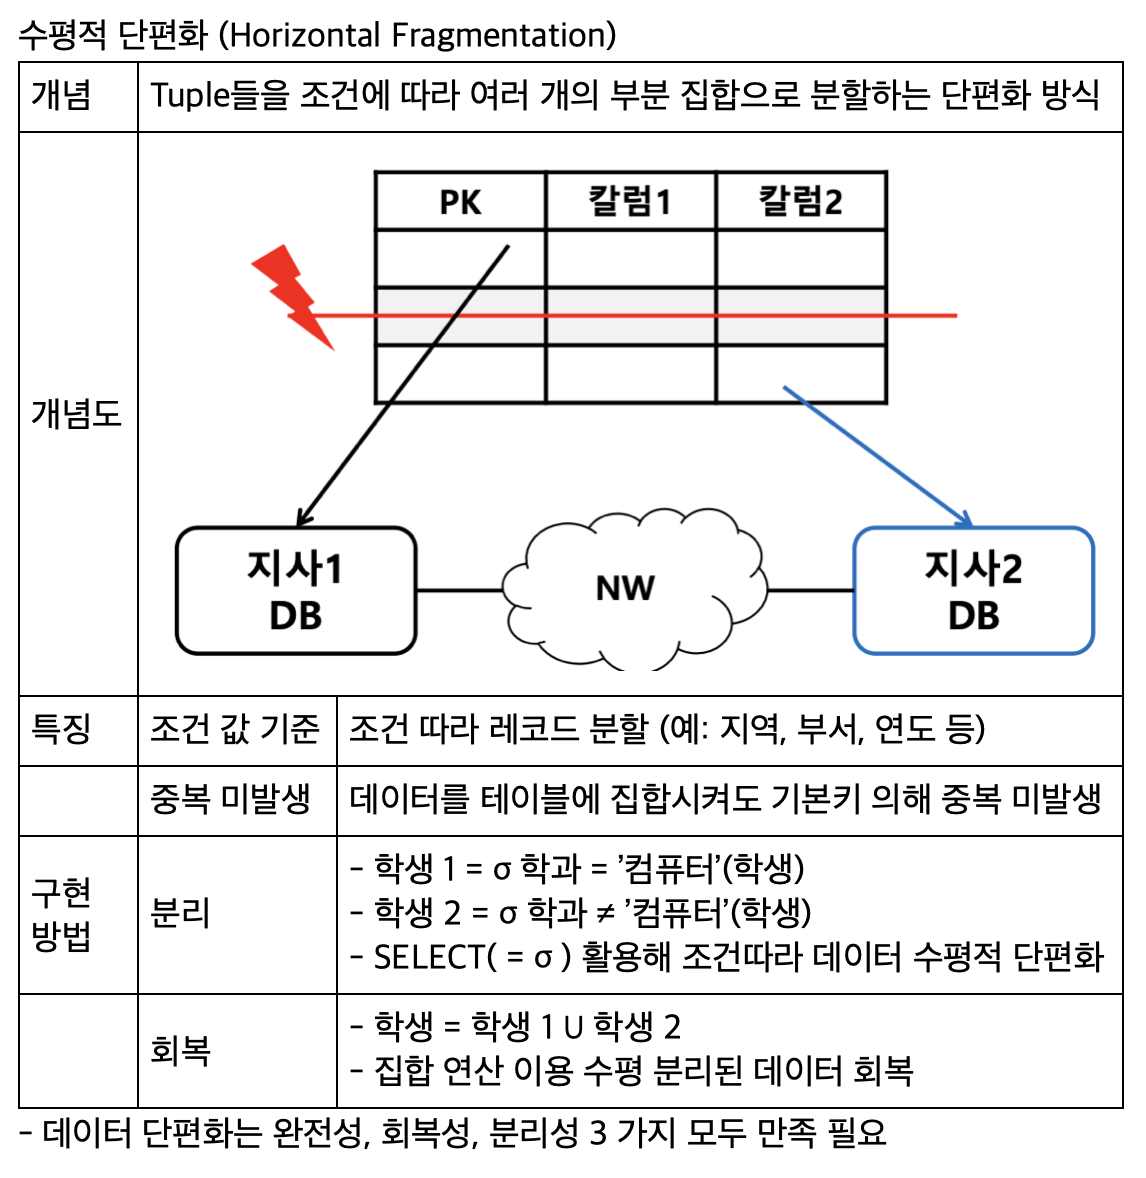 수평적 단편화 (Horizontal Fragmentation)
개념
Tuple들을 조건에 따라 여러 개의 부분 집합으로 분할하는 단편화 방식
개념도
PK
칼럼1
칼럼2
지사1
DB
NW
지사2
DB
특징
조건 값 기준
조건 따라 레코드 분할 (예: 지역, 부서, 연도 등)
중복 미발생
데이터를 테이블에 집합시켜도 기본키 의해 중복 미발생
구현
방법
분리
- 학생 1 = σ 학과 = ’컴퓨터’(학생)
- 학생 2 = σ 학과 ≠ ’컴퓨터’(학생)
- SELECT( = σ ) 활용해 조건따라 데이터 수평적 단편화
회복
- 학생 = 학생 1 ∪ 학생 2
- 집합 연산 이용 수평 분리된 데이터 회복
- 데이터 단편화는 완전성, 회복성, 분리성 3 가지 모두 만족 필요